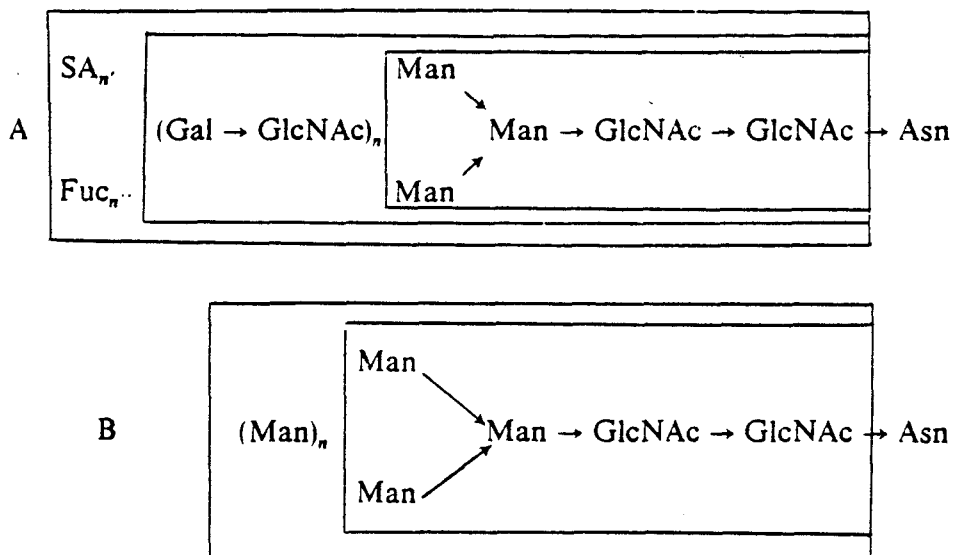 SAₙ′ Man
A (Gal → GlcNAc)ₙ Man → GlcNAc → GlcNAc → Asn
Fucₙ·· Man
Man
B (Man)ₙ Man → GlcNAc → GlcNAc → Asn
Man